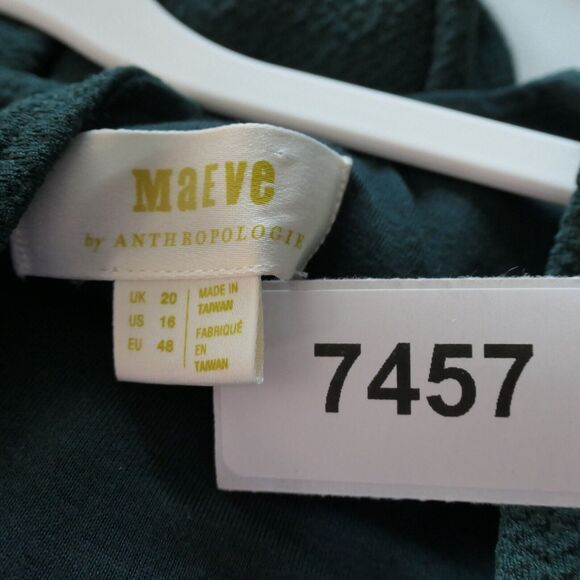 MaEVe
by ANTHROPOLOGIE
UK 20
US 16
EU 48
MADE IN
TAIWAN
FABRIQUÉ
EN
TAIWAN
7457